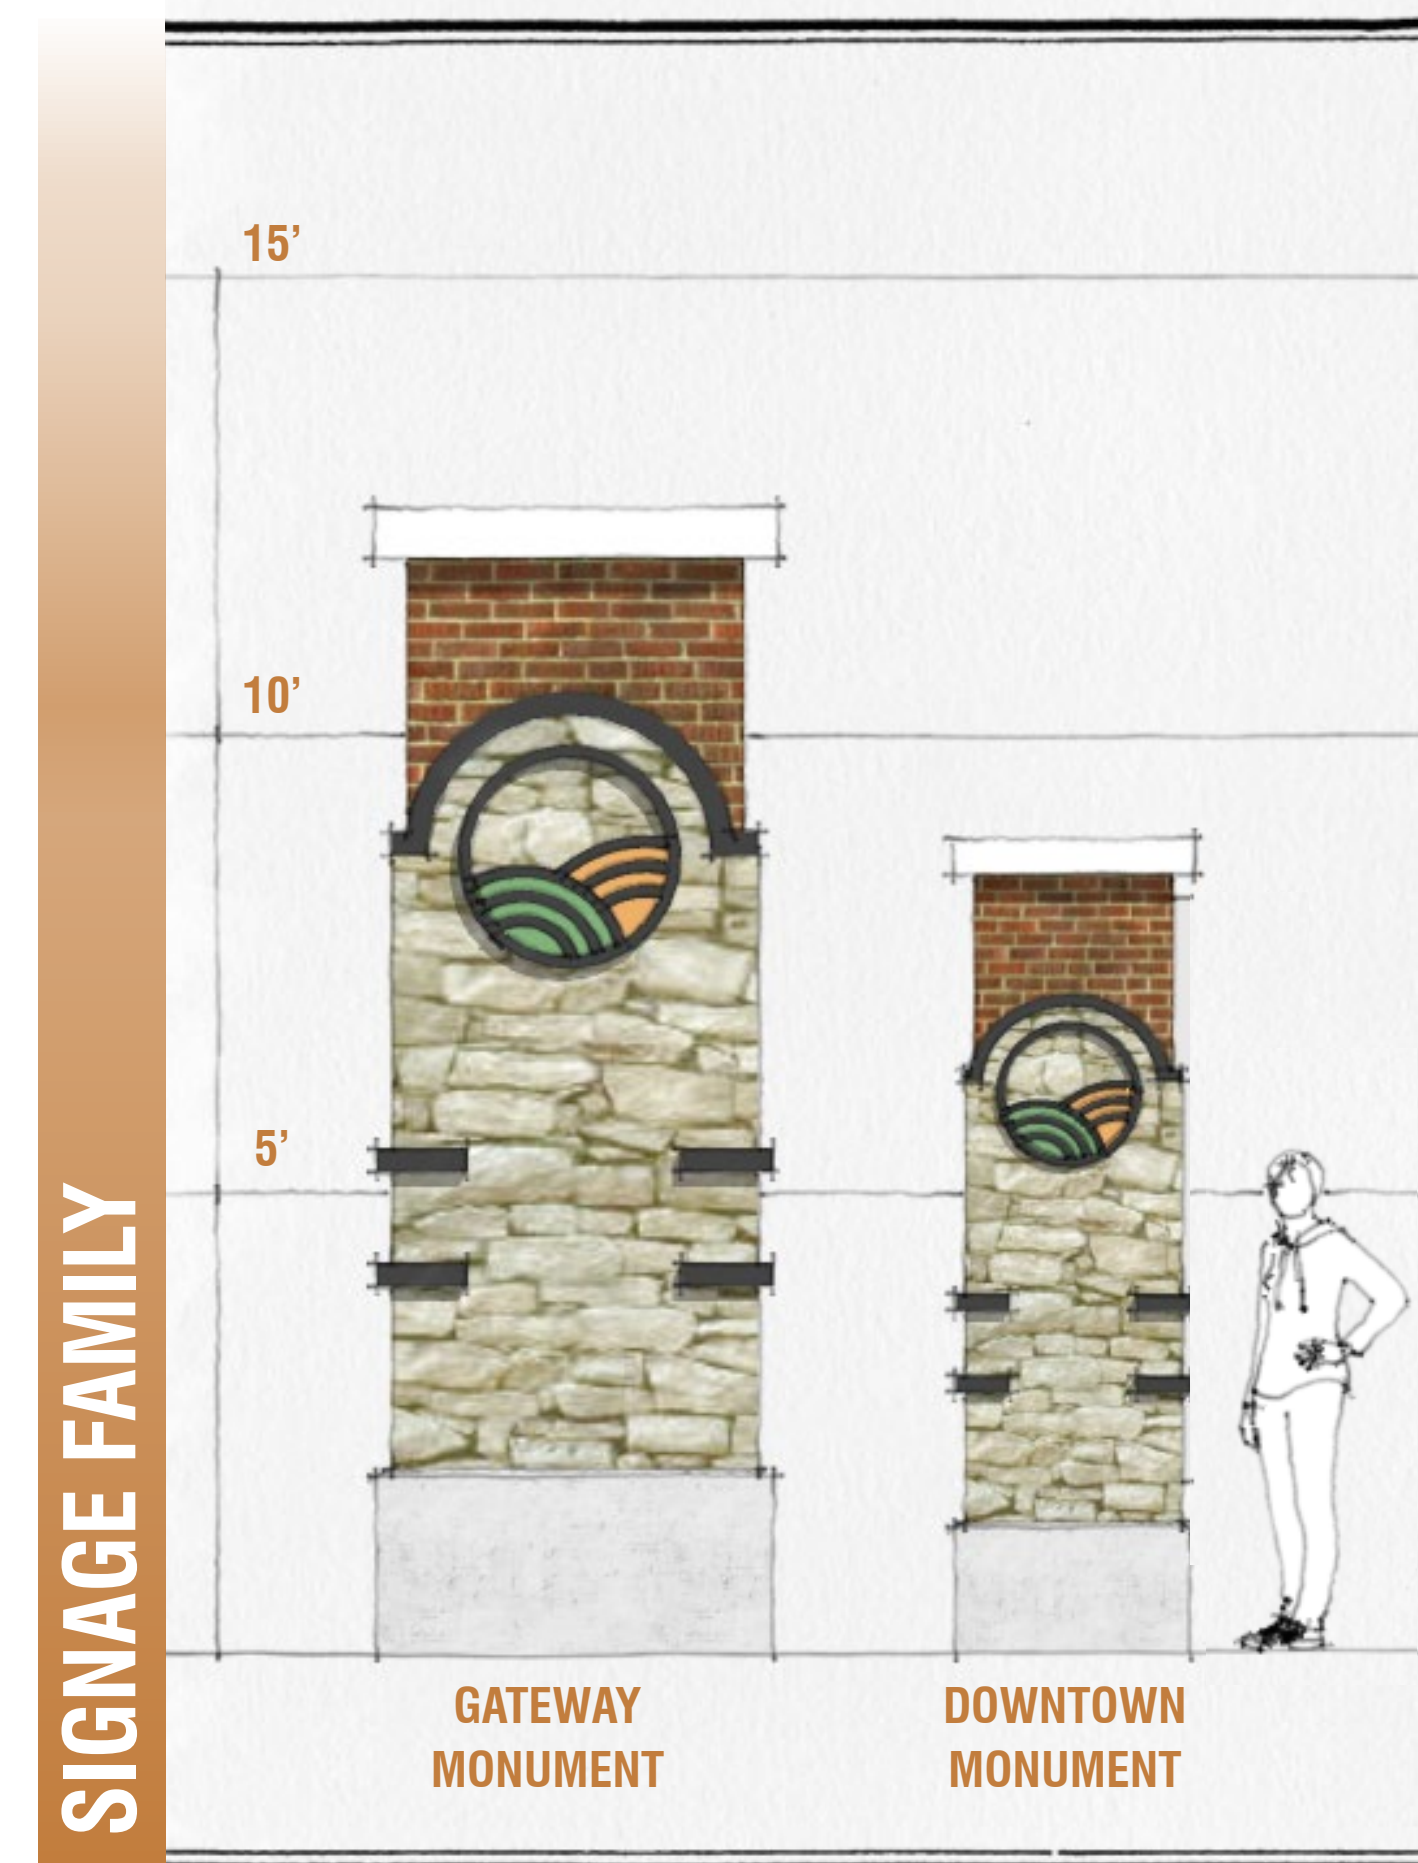 15’
10’
5’
SIGNAGE FAMILY
GATEWAY
MONUMENT
DOWNTOWN
MONUMENT